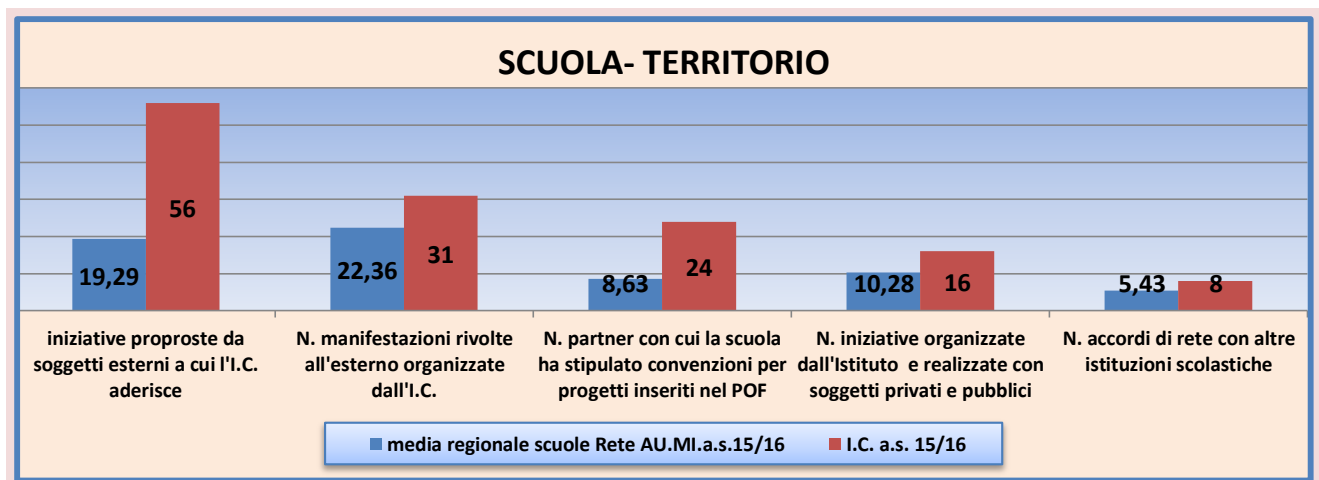 SCUOLA- TERRITORIO
56
19,29
22,36
31
8,63
24
10,28
16
5,43
8
iniziative proproste da
soggetti esterni a cui l'I.C.
aderisce
N. manifestazioni rivolte
all'esterno organizzate
dall'I.C.
N. partner con cui la scuola
ha stipulato convenzioni per
progetti inseriti nel POF
N. iniziative organizzate
dall'Istituto  e realizzate con
soggetti privati e pubblici
N. accordi di rete con altre
istituzioni scolastiche
media regionale scuole Rete AU.MI.a.s.15/16
I.C. a.s. 15/16